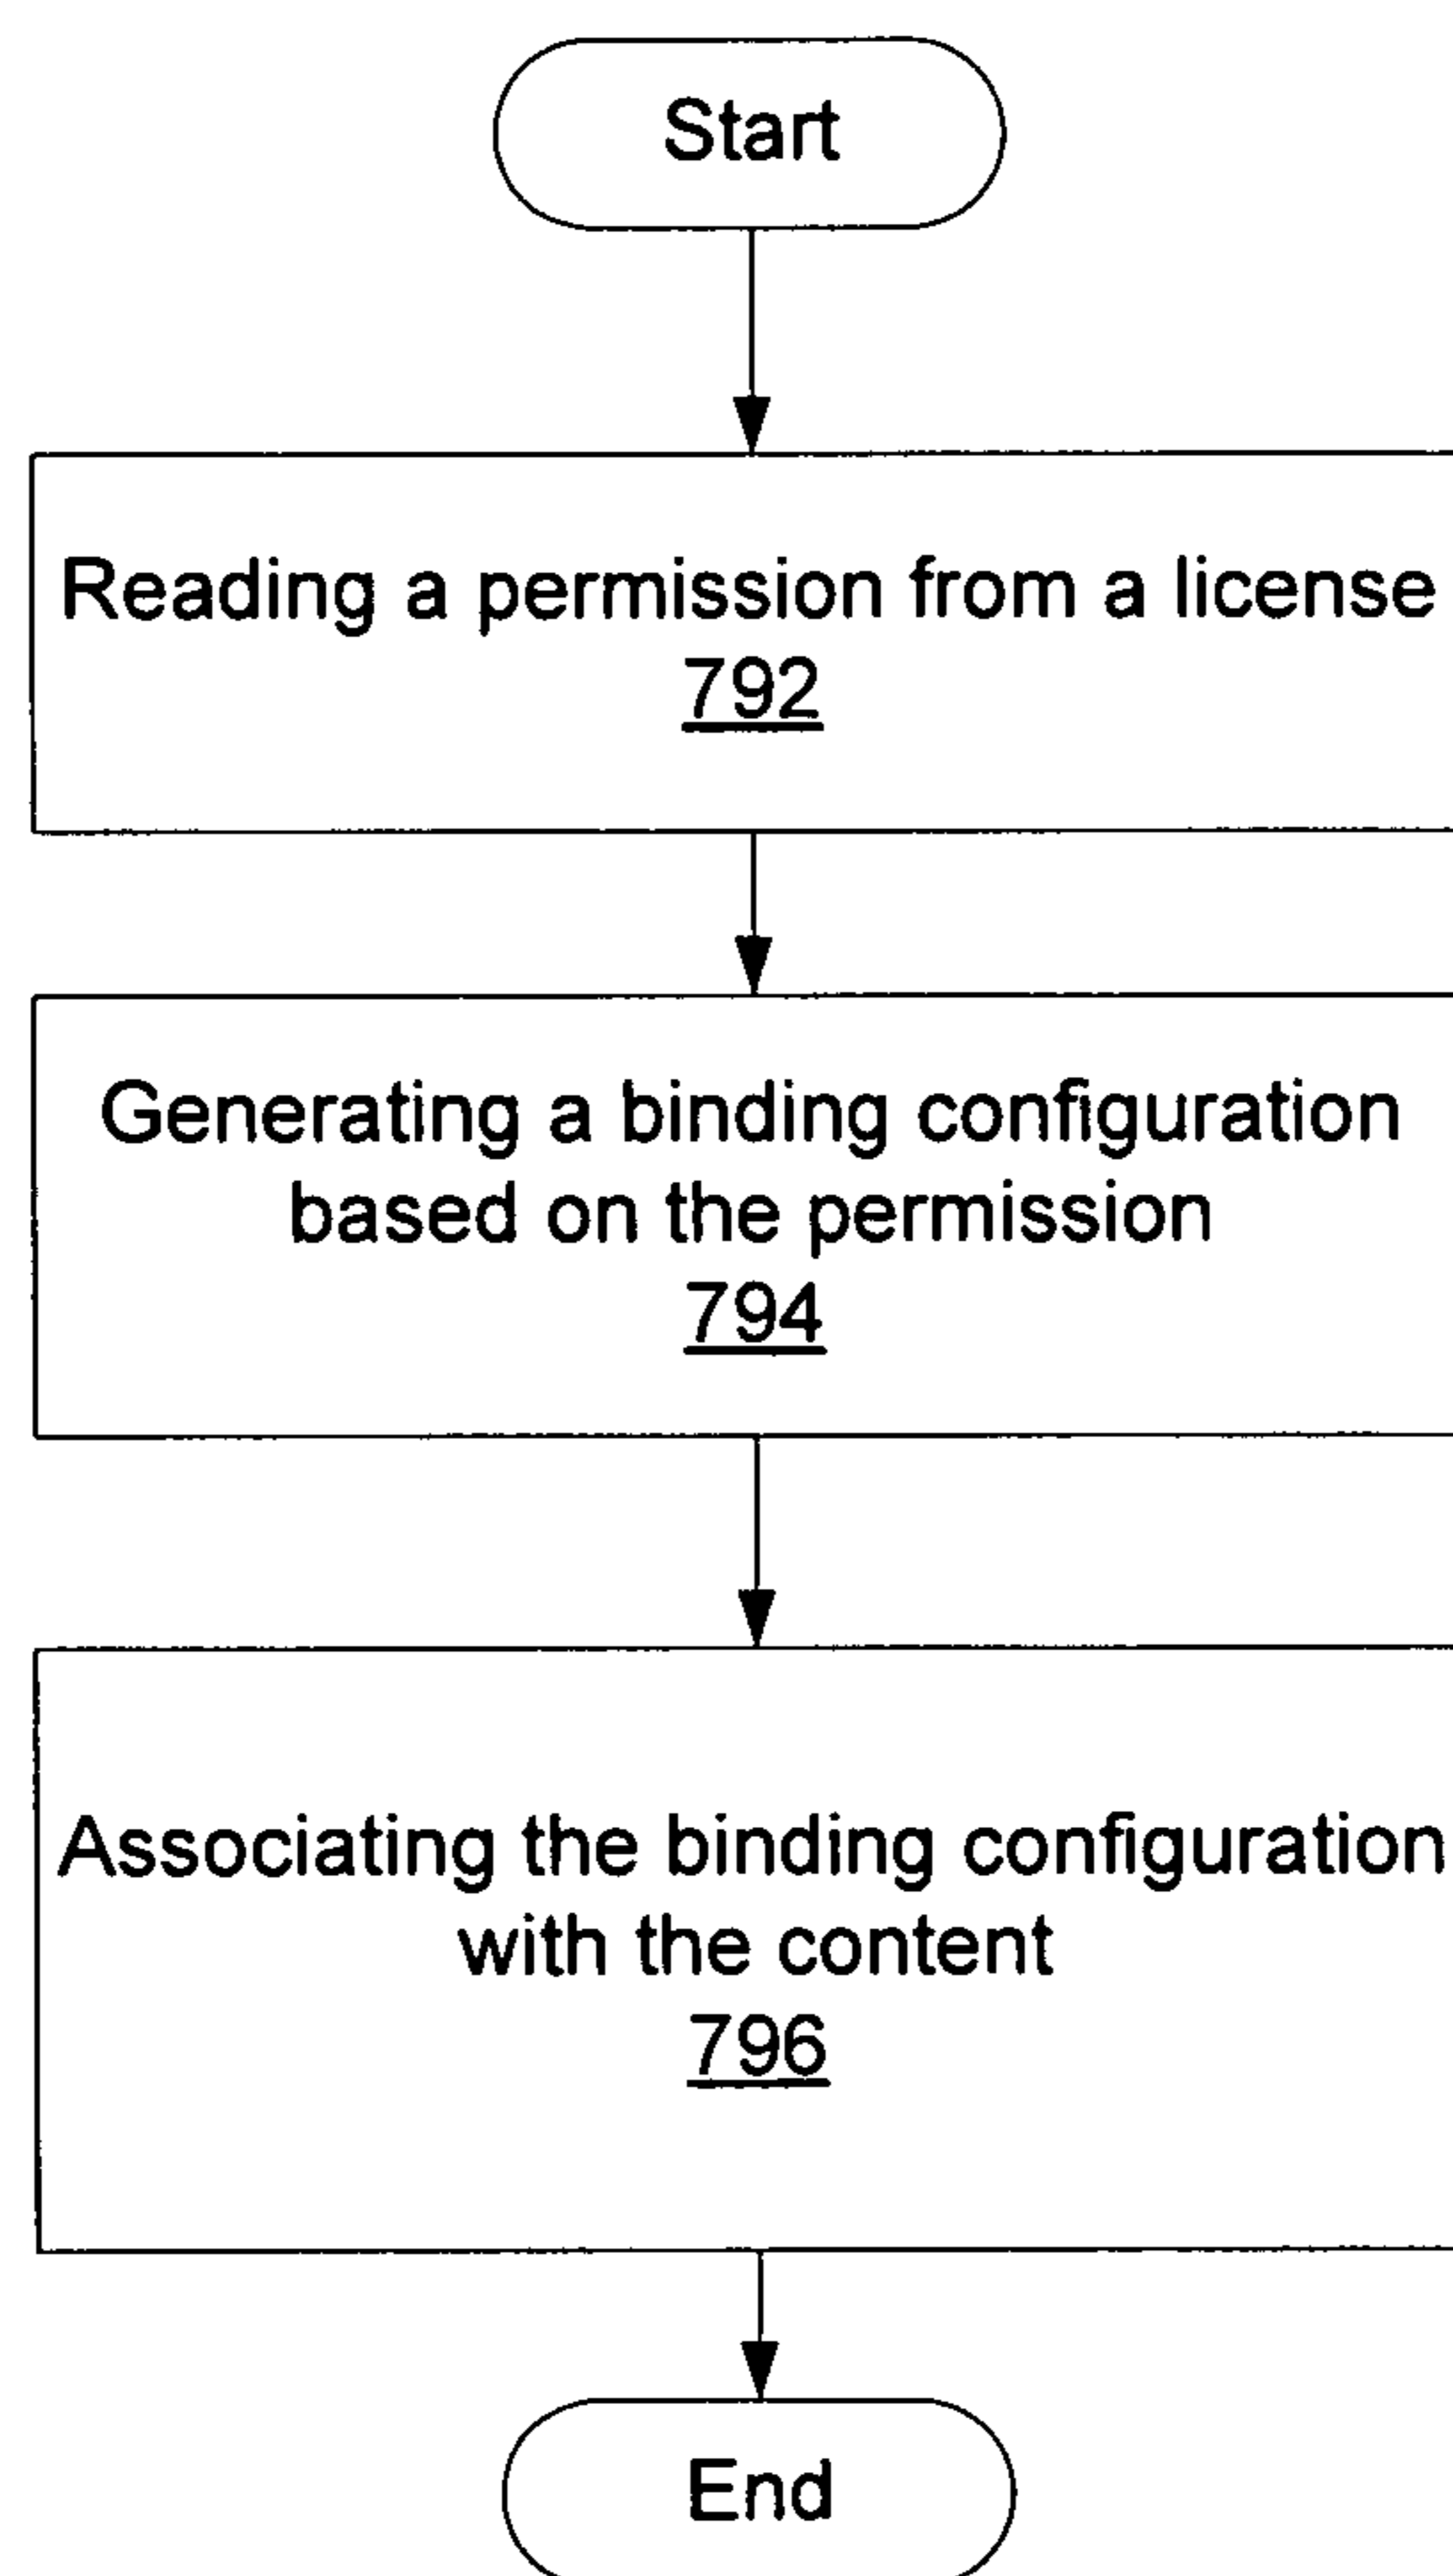 Start
Reading a permission from a license
792
Generating a binding configuration
based on the permission
794
Associating the binding configuration
with the content
796
End